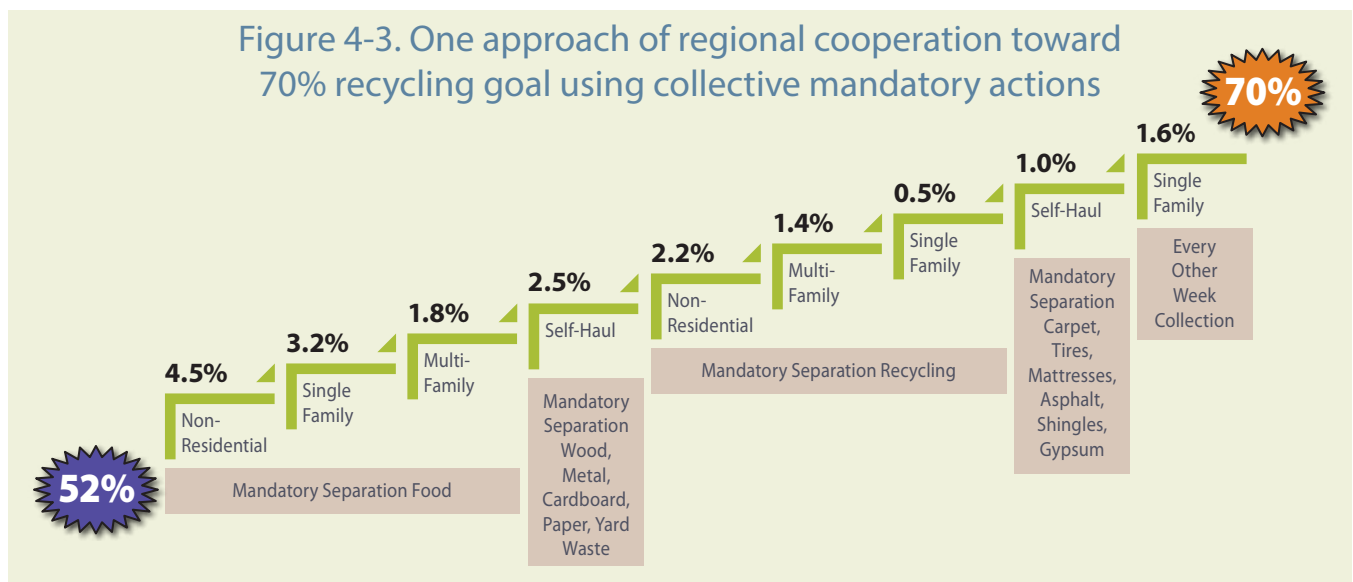 Figure 4-3. One approach of regional cooperation toward
70% recycling goal using collective mandatory actions
52%
4.5%
Non-
Residential
3.2%
Single
Family
1.8%
Multi-
Family
Mandatory Separation Food
2.5%
Self-Haul
Mandatory
Separation
Wood,
Metal,
Cardboard,
Paper, Yard
Waste
2.2%
Non-
Residential
1.4%
Multi-
Family
0.5%
Single
Family
Mandatory Separation Recycling
1.0%
Self-Haul
Mandatory
Separation
Carpet,
Tires,
Mattresses,
Asphalt,
Shingles,
Gypsum
1.6%
Single
Family
Every
Other
Week
Collection
70%